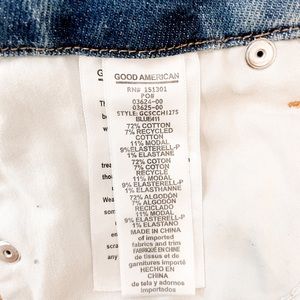 GOOD AMERICAN
RN# 151301
PO#
03624-00
03625-00
STYLE: GCSCCH127S
BLUE411
72% COTTON
7% RECYCLED
COTTON
11% MODAL
9% ELASTERELL-P
1% ELASTANE
72% COTON
7% COTON
RECYCLÉ
11% MODAL
9% ELASTERELL-P
1% ELASTHANNE
72% ALGODÓN
7% ALGODÓN
RECICLADO
11% MODAL
9% ELASTERELL-P
1% ELASTANO
MADE IN CHINA
of imported
fabrics and trim
FABRIQUÉ EN CHINE
de tissus et de
garnitures importés
HECHO EN
CHINA
de tela y adornos
importados